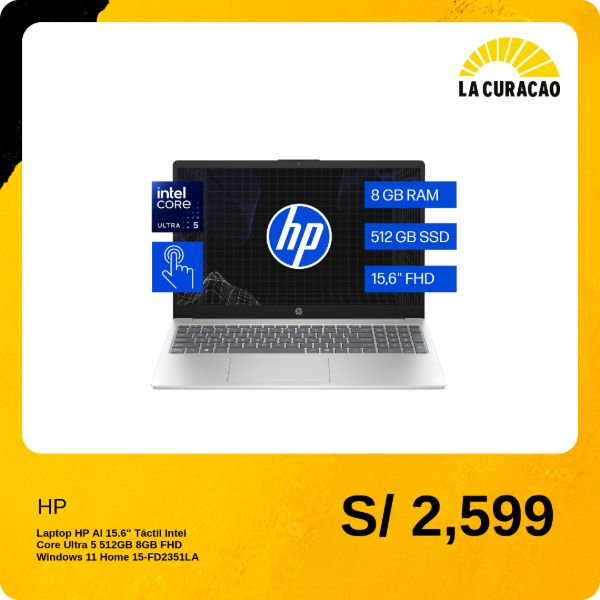 LA CURACAO
intel
CORE
ULTRA 5
hp
8 GB RAM
512 GB SSD
15,6" FHD
HP
Laptop HP AI 15.6" Táctil Intel
Core Ultra 5 512GB 8GB FHD
Windows 11 Home 15-FD2351LA
S/ 2,599